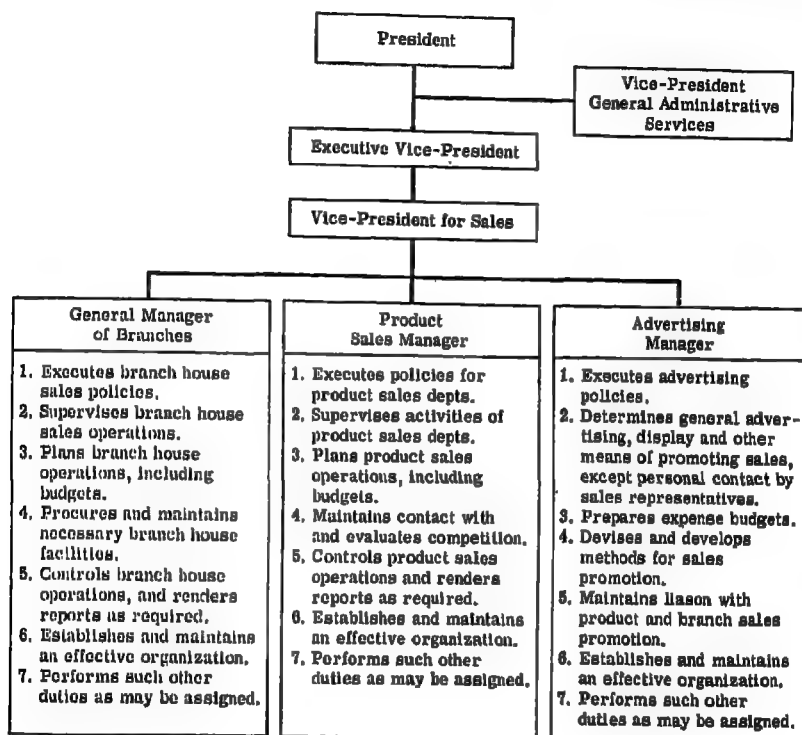 President
Vice-President
General Administrative
Services
Executive Vice-President
Vice-President for Sales
General Manager
of Branches
1. Executes branch house
sales policies.
2. Supervises branch house
sales operations.
3. Plans branch house
operations, including
budgets.
4. Procures and maintains
necessary branch house
facilities.
5. Controls branch house
operations, and renders
reports as required.
6. Establishes and maintains
an effective organization.
7. Performs such other
duties as may be assigned.
Product
Sales Manager
1. Executes policies for
product sales depts.
2. Supervises activities of
product sales depts.
3. Plans product sales
operations, including
budgets.
4. Maintains contact with
and evaluates competition.
5. Controls product sales
operations and renders
reports as required.
6. Establishes and maintains
an effective organization.
7. Performs such other
duties as may be assigned.
Advertising
Manager
1. Executes advertising
policies.
2. Determines general adver-
tising, display and other
means of promoting sales,
except personal contact by
sales representatives.
3. Prepares expense budgets.
4. Devises and develops
methods for sales
promotion.
5. Maintains liason with
product and branch sales
promotion.
6. Establishes and maintains
an effective organization.
7. Performs such other
duties as may be assigned.